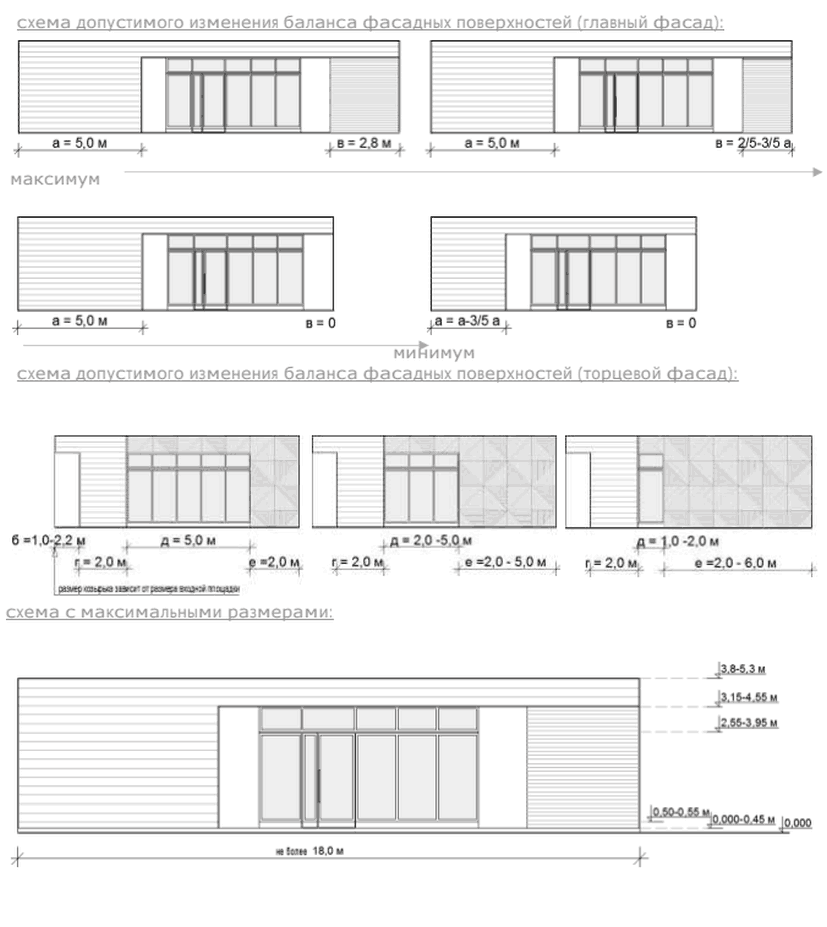 схема допустимого изменения баланса фасадных поверхностей (главный фасад):
а = 5,0 м в = 2,8 м а = 5,0 м в = 2/5-3/5 а
максимум
а = 5,0 м в = 0 а = а-3/5 а в = 0
минимум
схема допустимого изменения баланса фасадных поверхностей (торцевой фасад):
б =1,0-2,2 м д = 5,0 м д = 2,0 -5,0 м д = 1,0 -2,0 м
г = 2,0 м е =2,0 м г = 2,0 м е =2,0 - 5,0 м г = 2,0 м е =2,0 - 6,0 м
размер козырька зависит от размера входной площадки
схема с максимальными размерами:
3,8-5,3 м
3,15-4,55 м
2,55-3,95 м
0,50-0,55 м
0,000-0,45 м 0,000
не более 18,0 м